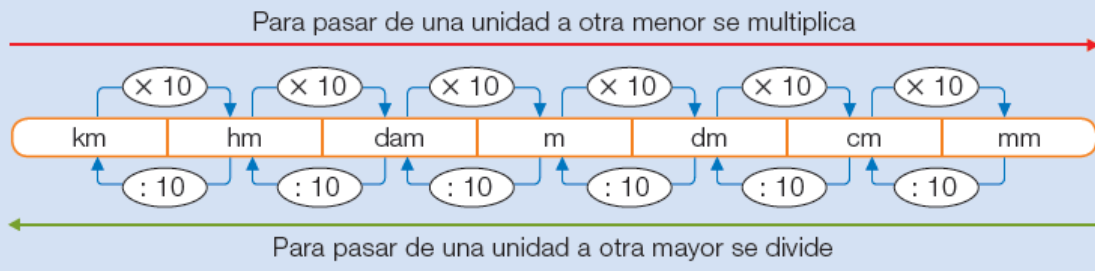 Para pasar de una unidad a otra menor se multiplica
× 10 × 10 × 10 × 10 × 10 × 10
km hm dam m dm cm mm
: 10 : 10 : 10 : 10 : 10 : 10
Para pasar de una unidad a otra mayor se divide